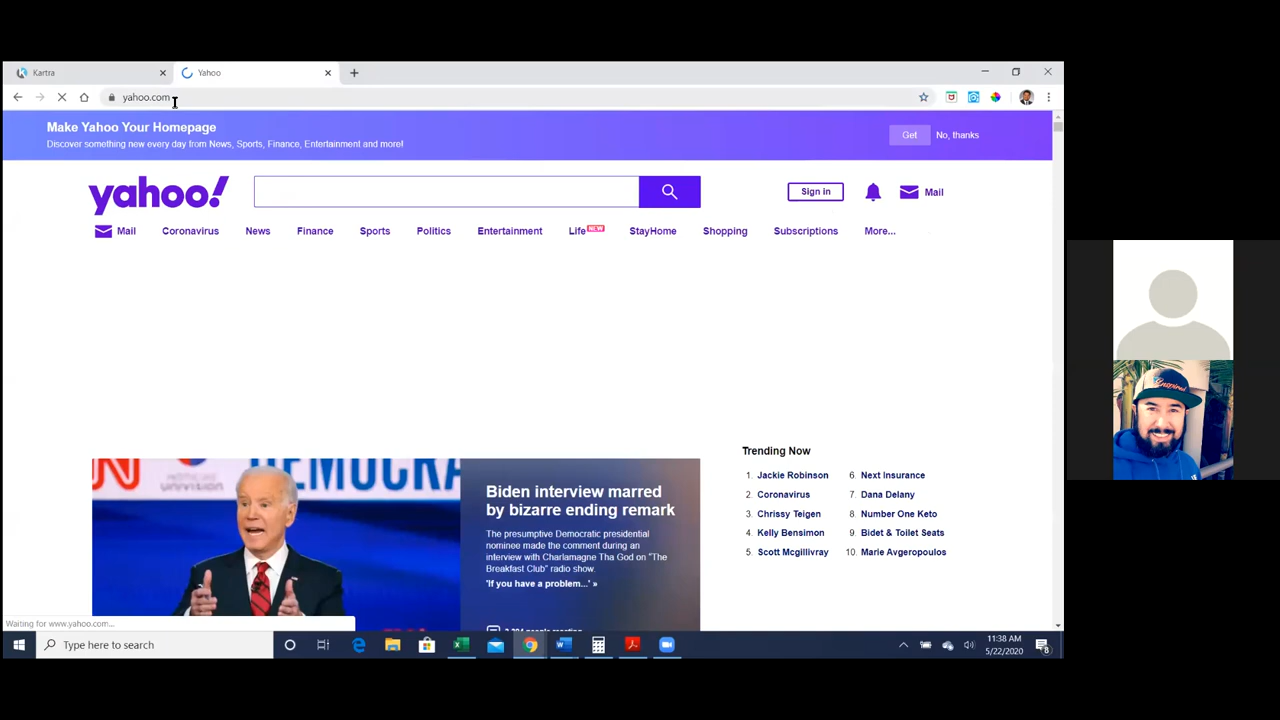 Kartra
Yahoo
yahoo.com
Make Yahoo Your Homepage
Discover something new every day from News, Sports, Finance, Entertainment and more!
Get
No, thanks
yahoo!
Sign in
Mail
Mail
Coronavirus
News
Finance
Sports
Politics
Entertainment
Life NEW
StayHome
Shopping
Subscriptions
More...
Trending Now
1. Jackie Robinson
2. Coronavirus
3. Chrissy Teigen
4. Kelly Bensimon
5. Scott Mcgillivray
6. Next Insurance
7. Dana Delany
8. Number One Keto
9. Bidet & Toilet Seats
10. Marie Avgeropoulos
UNIVISION
Biden interview marred
by bizarre ending remark
The presumptive Democratic presidential
nominee made the comment during an
interview with Charlamagne Tha God on "The
Breakfast Club" radio show.
'If you have a problem...' »
Inspired
Waiting for www.yahoo.com...
Type here to search
11:38 AM
5/22/2020
8